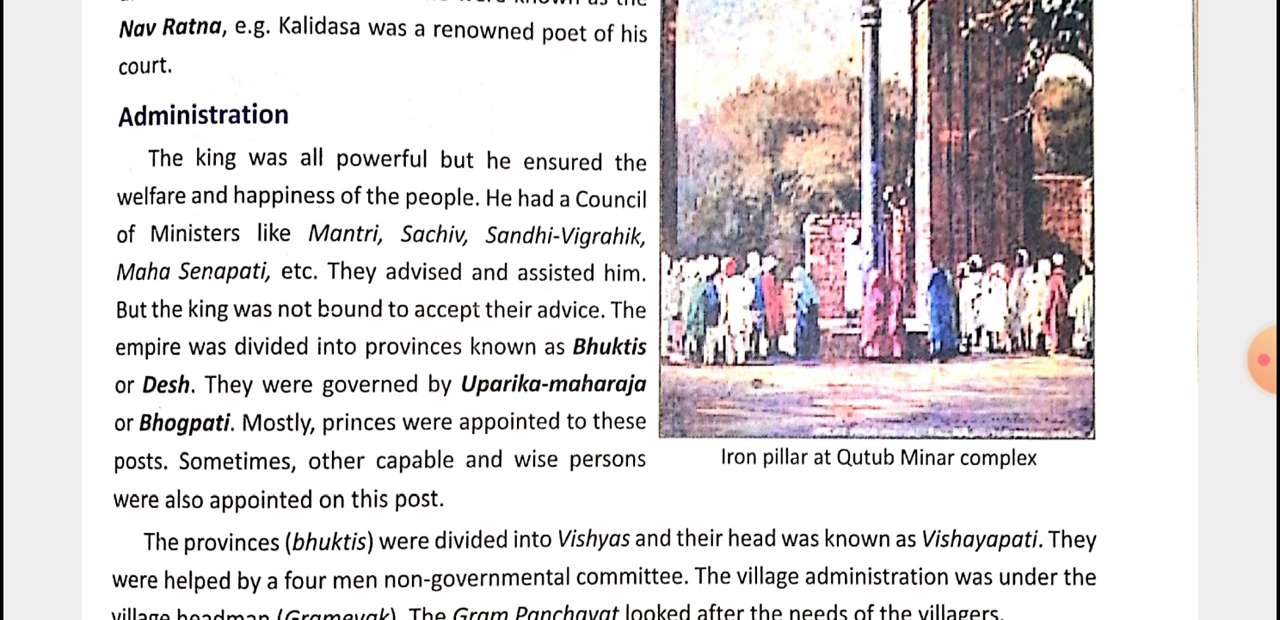 Nav Ratna, e.g. Kalidasa was a renowned poet of his
court.
Administration
The king was all powerful but he ensured the
welfare and happiness of the people. He had a Council
of Ministers like Mantri, Sachiv, Sandhi-Vigrahik,
Maha Senapati, etc. They advised and assisted him.
But the king was not bound to accept their advice. The
empire was divided into provinces known as Bhuktis
or Desh. They were governed by Uparika-maharaja
or Bhogpati. Mostly, princes were appointed to these
posts. Sometimes, other capable and wise persons
were also appointed on this post.
Iron pillar at Qutub Minar complex
The provinces (bhuktis) were divided into Vishyas and their head was known as Vishayapati. They
were helped by a four men non-governmental committee. The village administration was under the
village headman (Grameyak). The Gram Panchayat looked after the needs of the villagers.